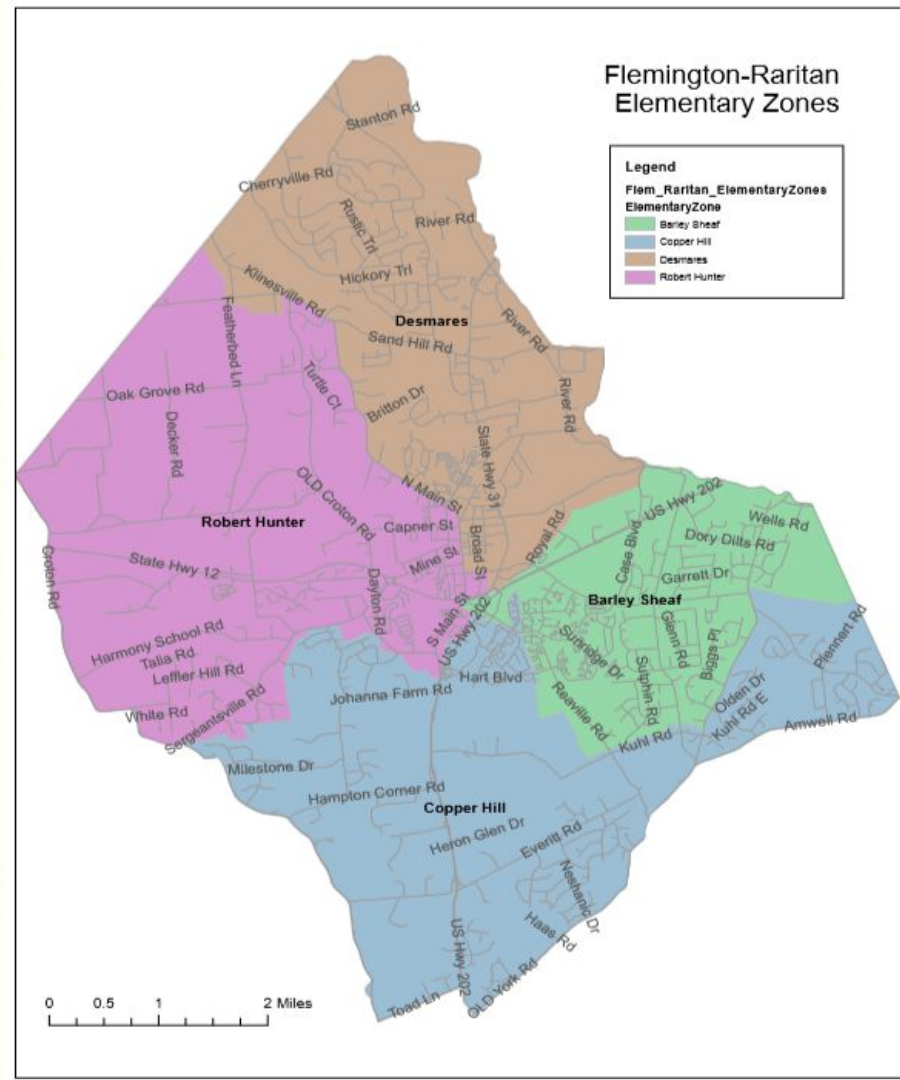 Flemington-Raritan
Elementary Zones
Legend
Flem_Raritan_ElementaryZones
ElementaryZone
Barley Sheaf
Copper Hill
Desmares
Robert Hunter
Stanton Rd
Cherryville Rd
Rustic Trl
River Rd
Hickory Trl
Klinesville Rd
Featherbed Ln
Desmares
River Rd
Sand Hill Rd
Turtle Ct
Oak Grove Rd
Britton Dr
River Rd
Decker Rd
State Hwy 31
OLD Croton Rd
N Main St
US Hwy 202
Robert Hunter
Capner St
Broad St
Royal Rd
Wells Rd
Case Blvd
Dory Dilts Rd
Mine St
State Hwy 12
Croton Rd
Dayton Rd
Garrett Dr
Barley Sheaf
S Main St
US Hwy 202
Glenn Rd
Biggs Pl
Plennert Rd
Harmony School Rd
Talia Rd
Leffler Hill Rd
Sunridge Dr
Sutphin Rd
Hart Blvd
Johanna Farm Rd
Reaville Rd
Olden Dr
Kuhl Rd E
Amwell Rd
White Rd
Sergeantsville Rd
Kuhl Rd
Milestone Dr
Hampton Corner Rd
Copper Hill
Heron Glen Dr
Everitt Rd
Neshanic Dr
Haas Rd
US Hwy 202
OLD York Rd
Toad Ln
0 0.5 1 2 Miles